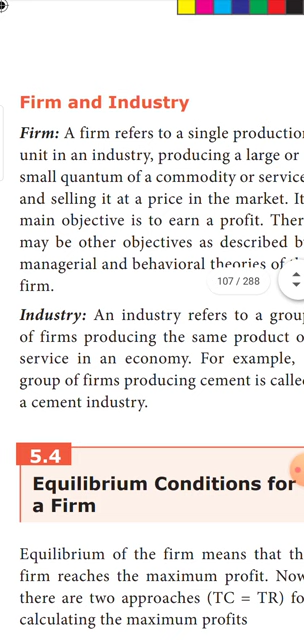 Firm and Industry
Firm: A firm refers to a single production
unit in an industry, producing a large or
small quantum of a commodity or service
and selling it at a price in the market. It
main objective is to earn a profit. Ther
may be other objectives as described b
managerial and behavioral theories of
firm.
107 / 288
Industry: An industry refers to a group
of firms producing the same product o
service in an economy. For example,
group of firms producing cement is calle
a cement industry.
5.4
Equilibrium Conditions for
a Firm
Equilibrium of the firm means that th
firm reaches the maximum profit. Now
there are two approaches (TC = TR) fo
calculating the maximum profits